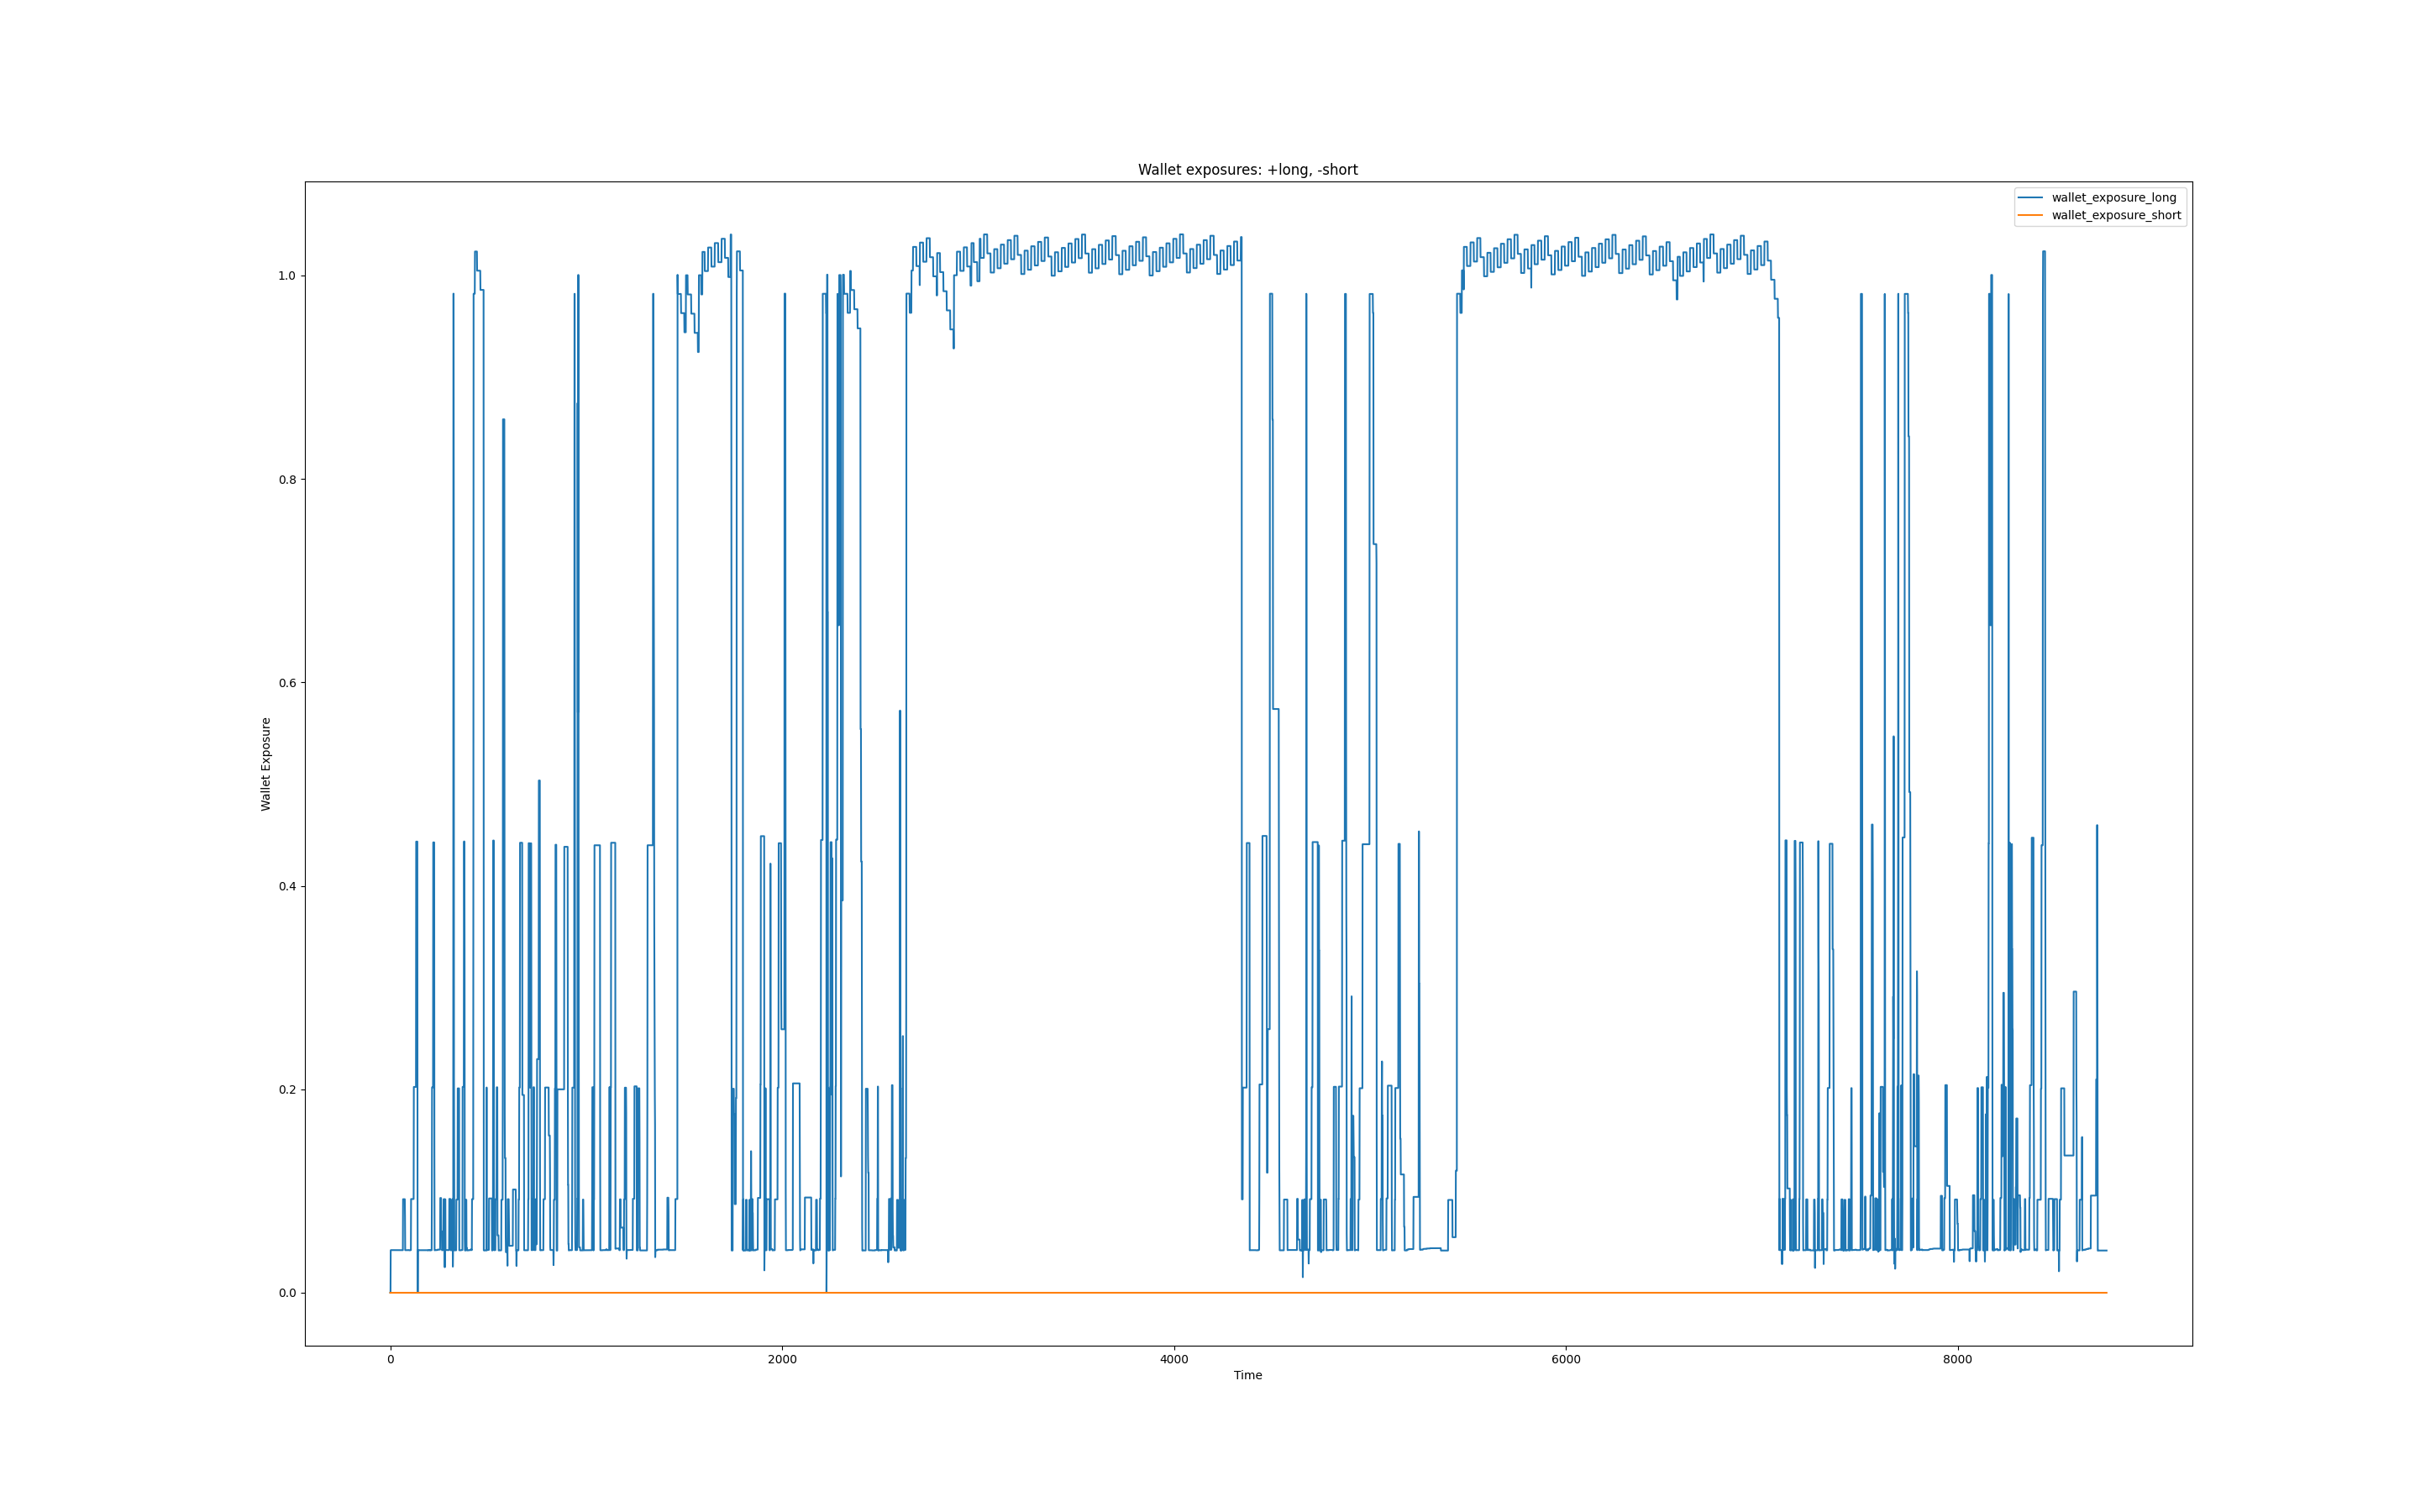 Wallet exposures: +long, -short
wallet_exposure_long
wallet_exposure_short
1.0
0.8
0.6
0.4
0.2
0.0
Wallet Exposure
0 2000 4000 6000 8000
Time